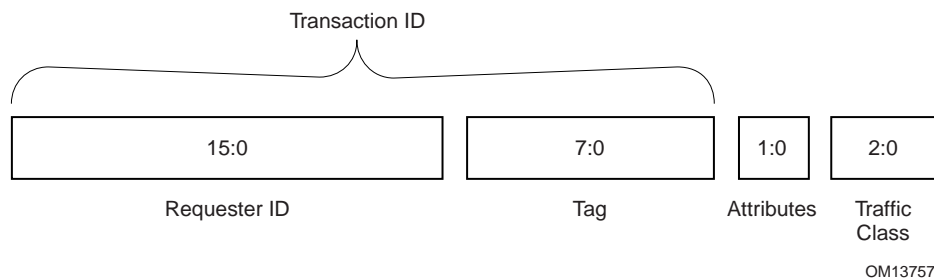 Transaction ID
15:0
7:0
1:0
2:0
Requester ID
Tag
Attributes
Traffic
Class
OM13757